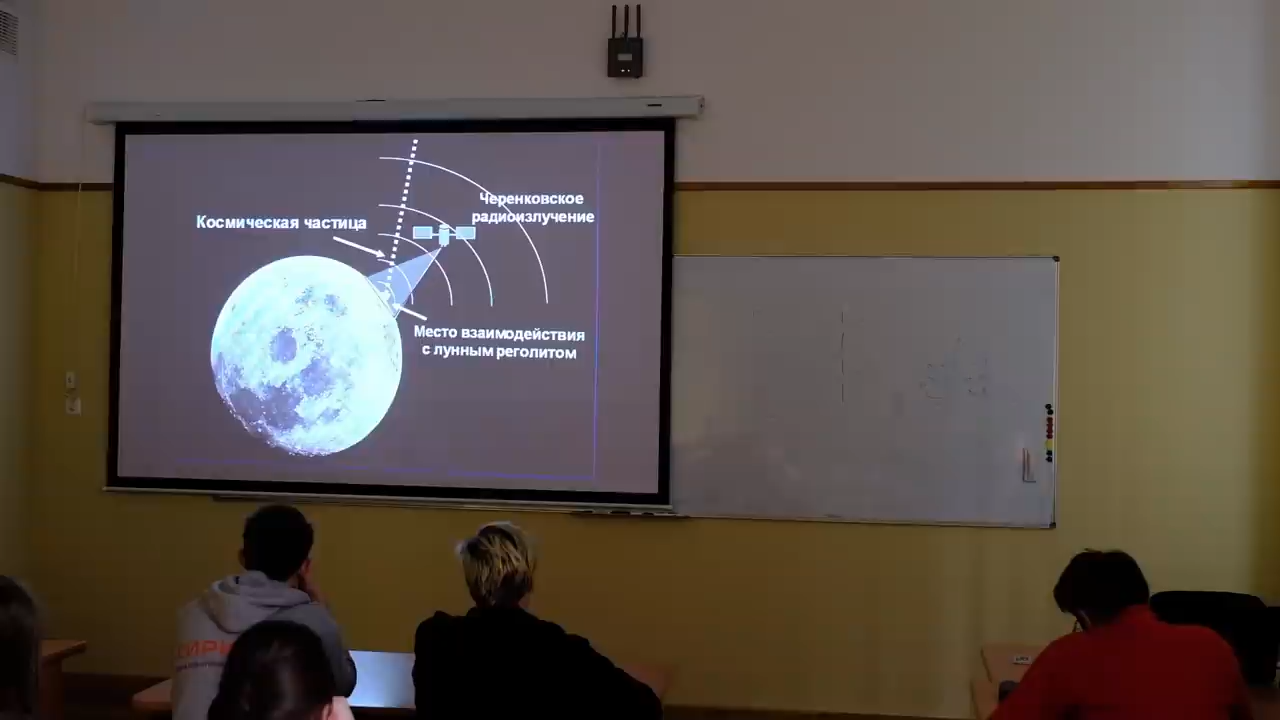 Черенковское
радиоизлучение
Космическая частица
Место взаимодействия
с лунным реголитом